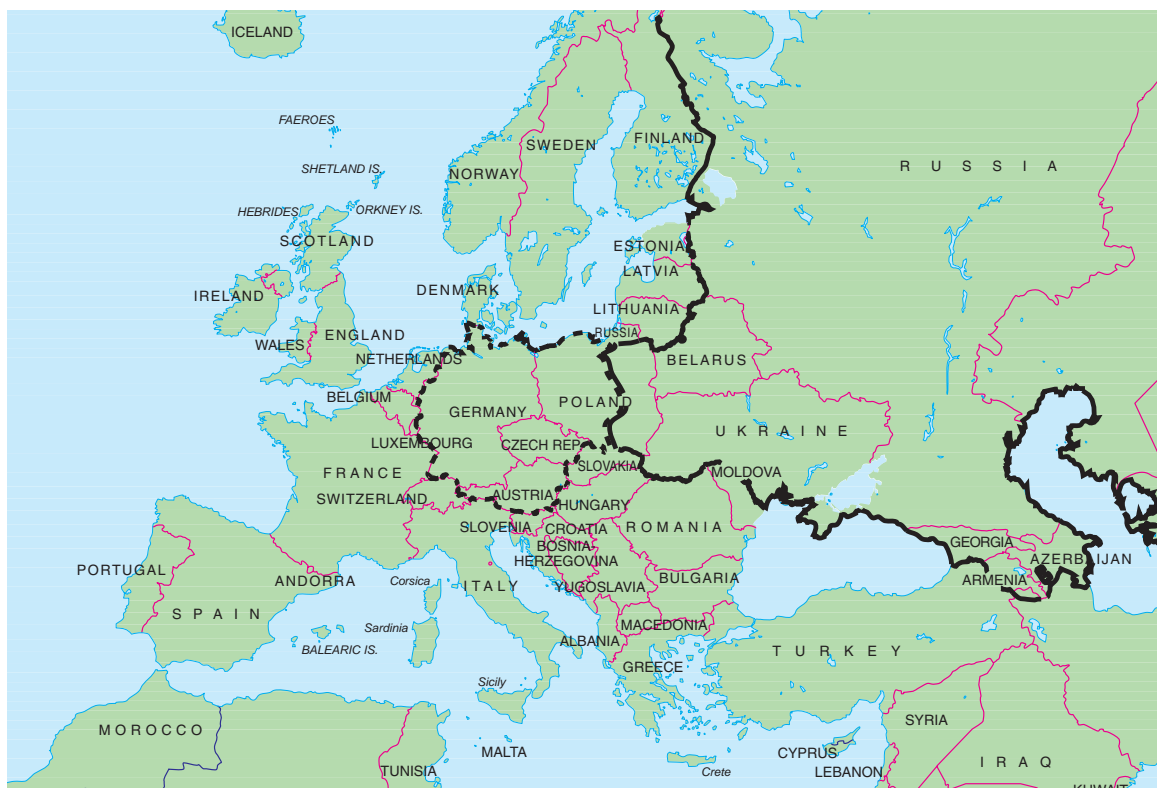 ICELAND
FAEROES
SWEDEN
FINLAND
RUSSIA
SHETLAND IS.
NORWAY
HEBRIDES
ORKNEY IS.
SCOTLAND
ESTONIA
LATVIA
DENMARK
IRELAND
LITHUANIA
RUSSIA
ENGLAND
WALES
NETHERLANDS
BELARUS
BELGIUM
GERMANY
POLAND
UKRAINE
LUXEMBOURG
CZECH REP.
SLOVAKIA
FRANCE
MOLDOVA
SWITZERLAND
AUSTRIA
HUNGARY
SLOVENIA
CROATIA
ROMANIA
BOSNIA
HERZEGOVINA
GEORGIA
AZERBAIJAN
PORTUGAL
ANDORRA
Corsica
ITALY
YUGOSLAVIA
BULGARIA
ARMENIA
SPAIN
Sardinia
MACEDONIA
BALEARIC IS.
ALBANIA
TURKEY
GREECE
Sicily
MOROCCO
SYRIA
MALTA
CYPRUS
TUNISIA
Crete
LEBANON
IRAQ
KUWAIT